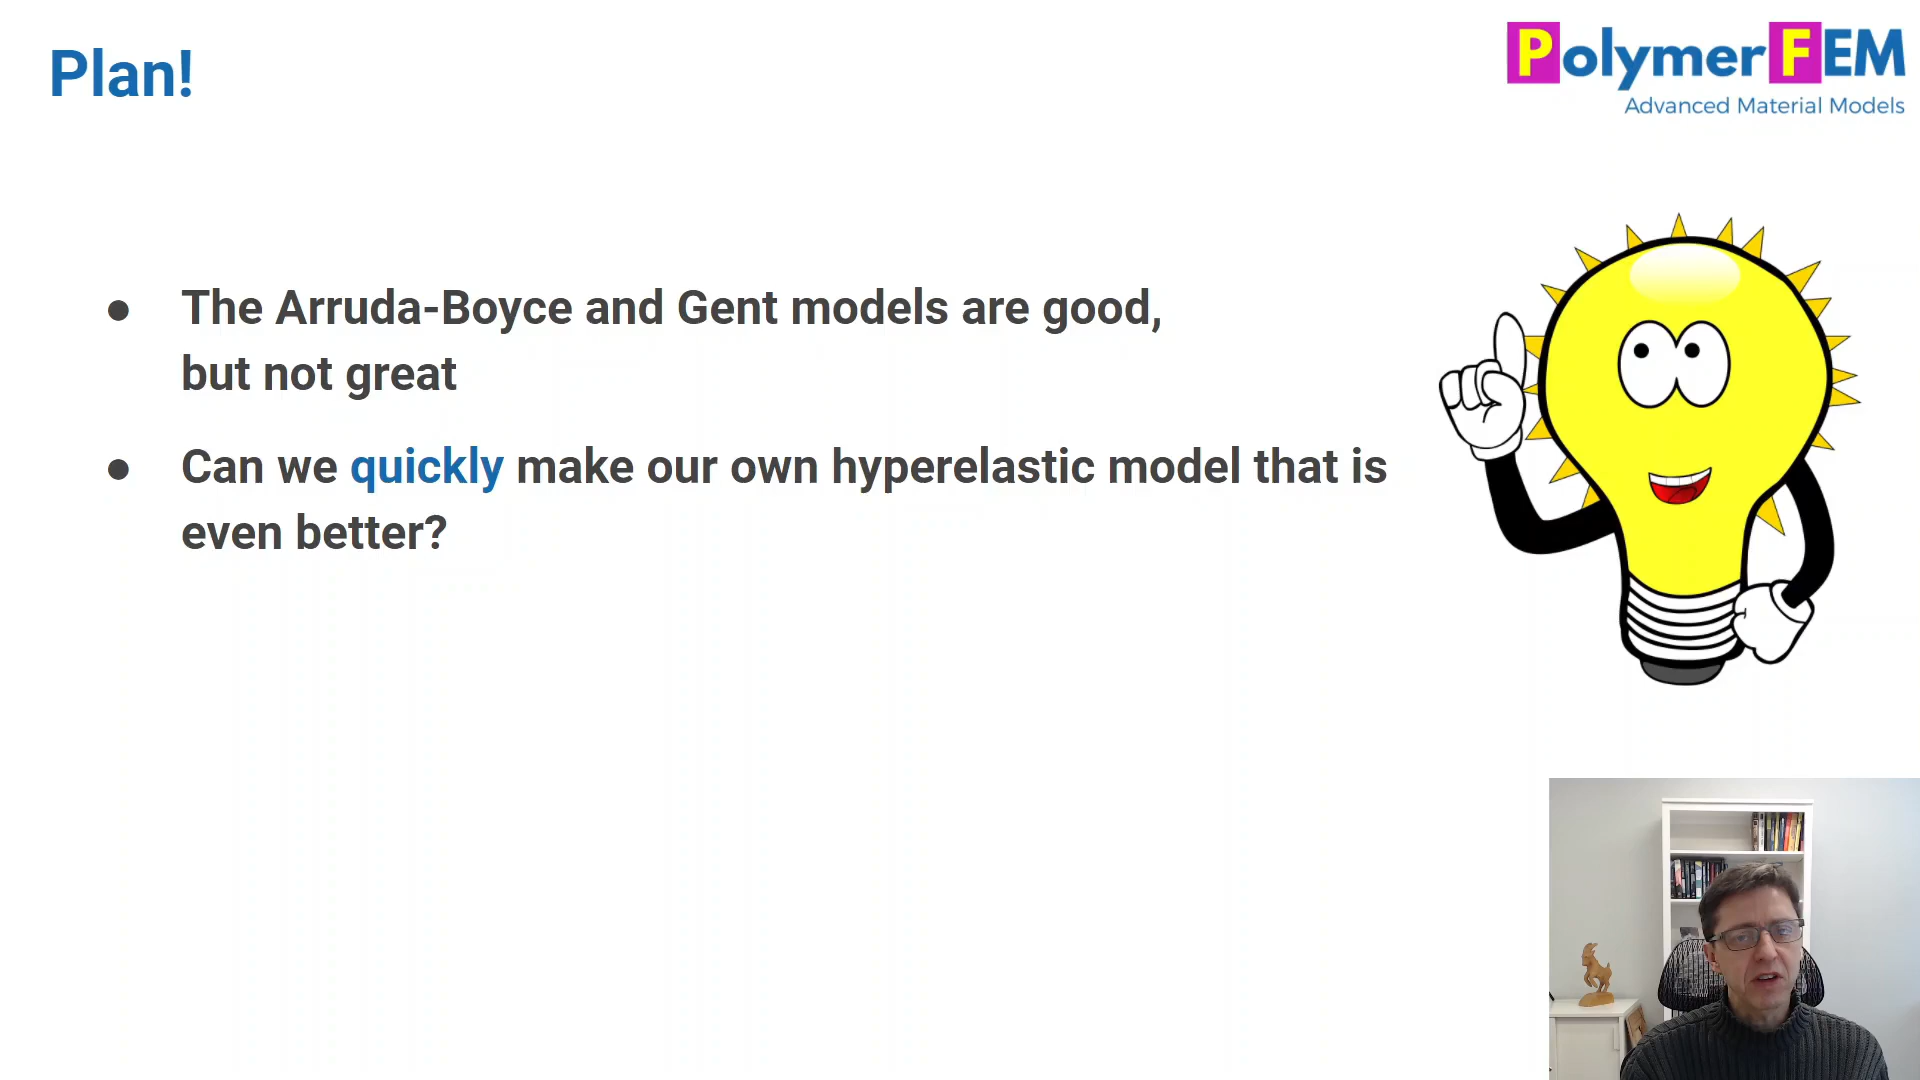 Plan!
PolymerFEM
Advanced Material Models
The Arruda-Boyce and Gent models are good,
but not great
Can we quickly make our own hyperelastic model that is
even better?